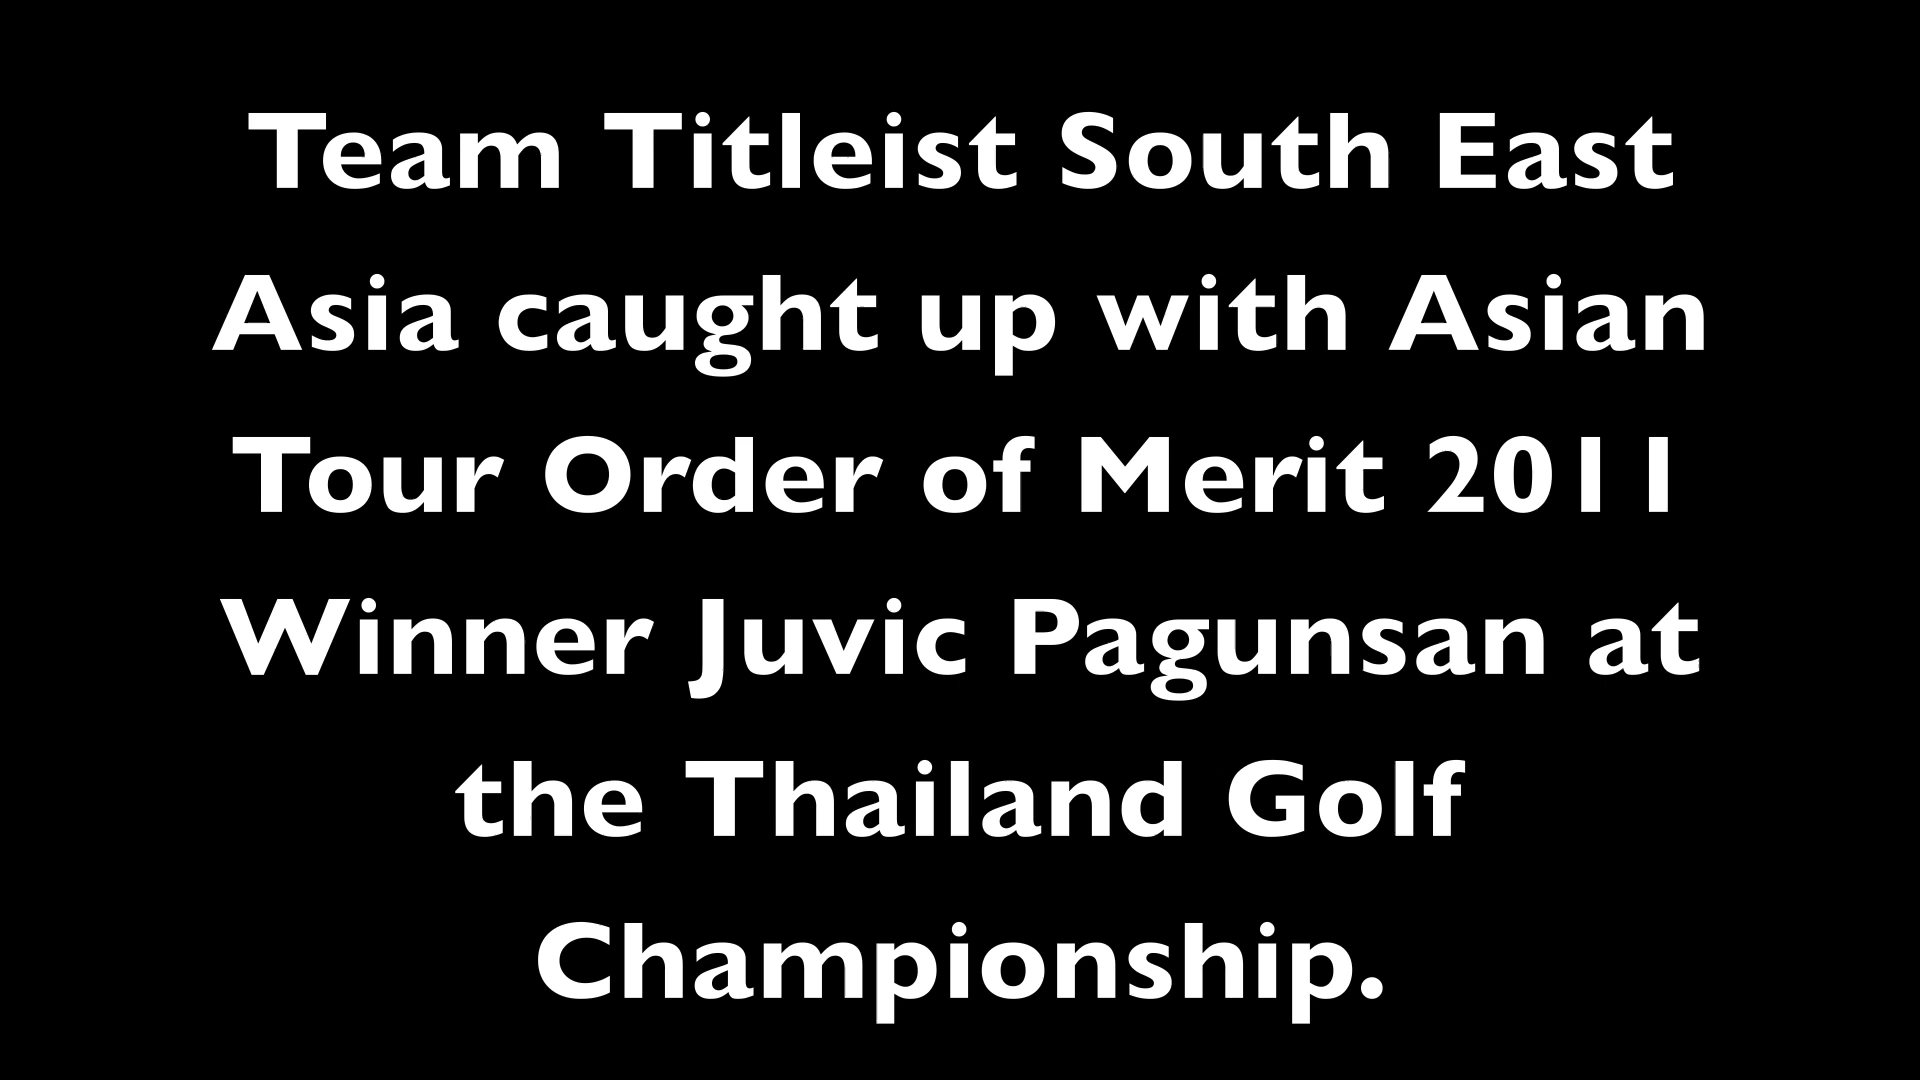 Team Titleist South East
Asia caught up with Asian
Tour Order of Merit 2011
Winner Juvic Pagunsan at
the Thailand Golf
Championship.